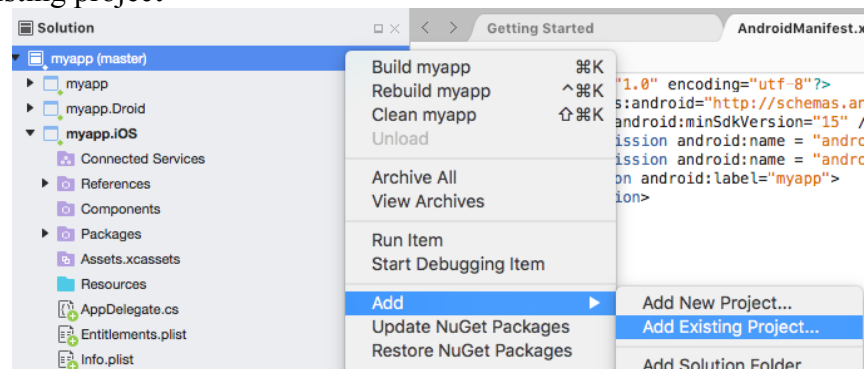 sting project
Solution
Getting Started
AndroidManifest.x
myapp (master)
myapp
myapp.Droid
myapp.iOS
Connected Services
References
Components
Packages
Assets.xcassets
Resources
AppDelegate.cs
Entitlements.plist
Info.plist
Build myapp ⌘K
Rebuild myapp ^⌘K
Clean myapp ⇧⌘K
Unload
Archive All
View Archives
Run Item
Start Debugging Item
Add
Update NuGet Packages
Restore NuGet Packages
"1.0" encoding="utf-8"?>
s:android="http://schemas.an
android:minSdkVersion="15" /
ission android:name = "andro
ission android:name = "andro
on android:label="myapp">
ion>
Add New Project...
Add Existing Project...
Add Solution Folder